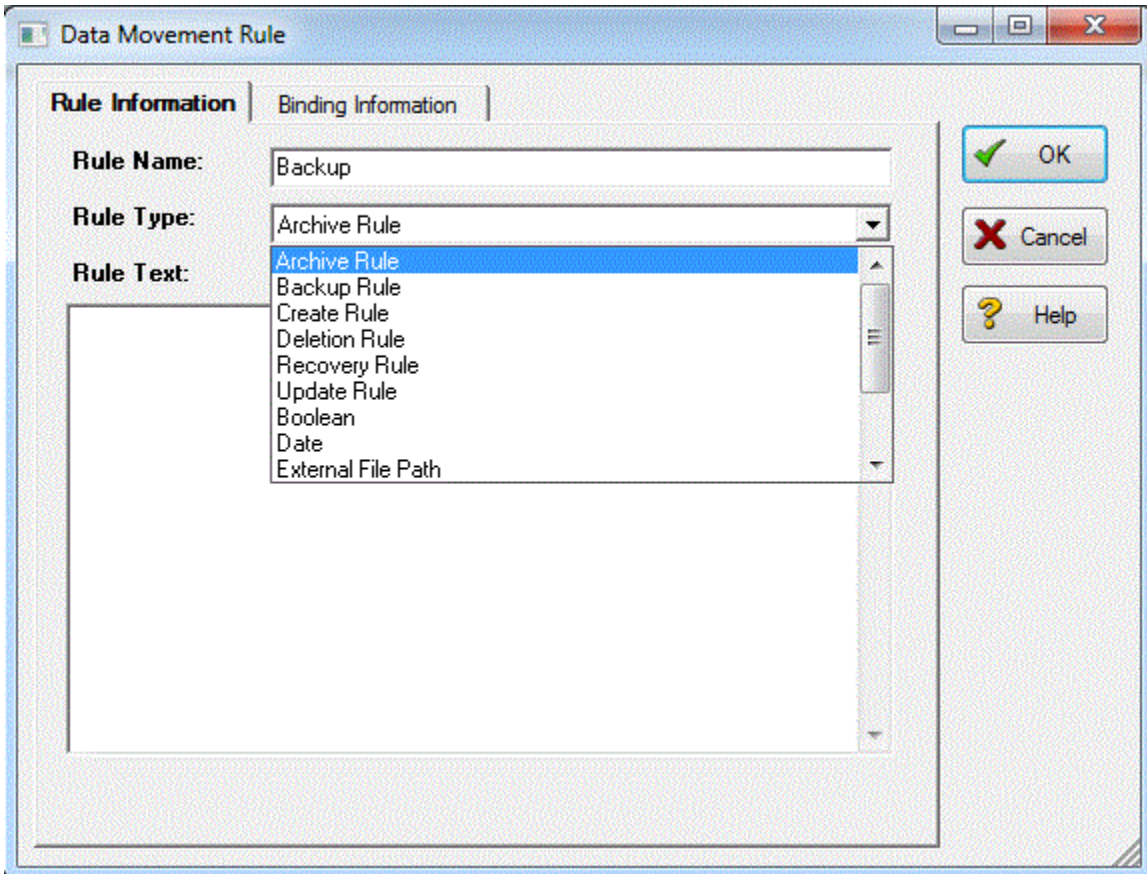 Data Movement Rule
Rule Information
Binding Information
Rule Name:
Backup
Rule Type:
Archive Rule
Rule Text:
Archive Rule
Backup Rule
Create Rule
Deletion Rule
Recovery Rule
Update Rule
Boolean
Date
External File Path
OK
Cancel
Help